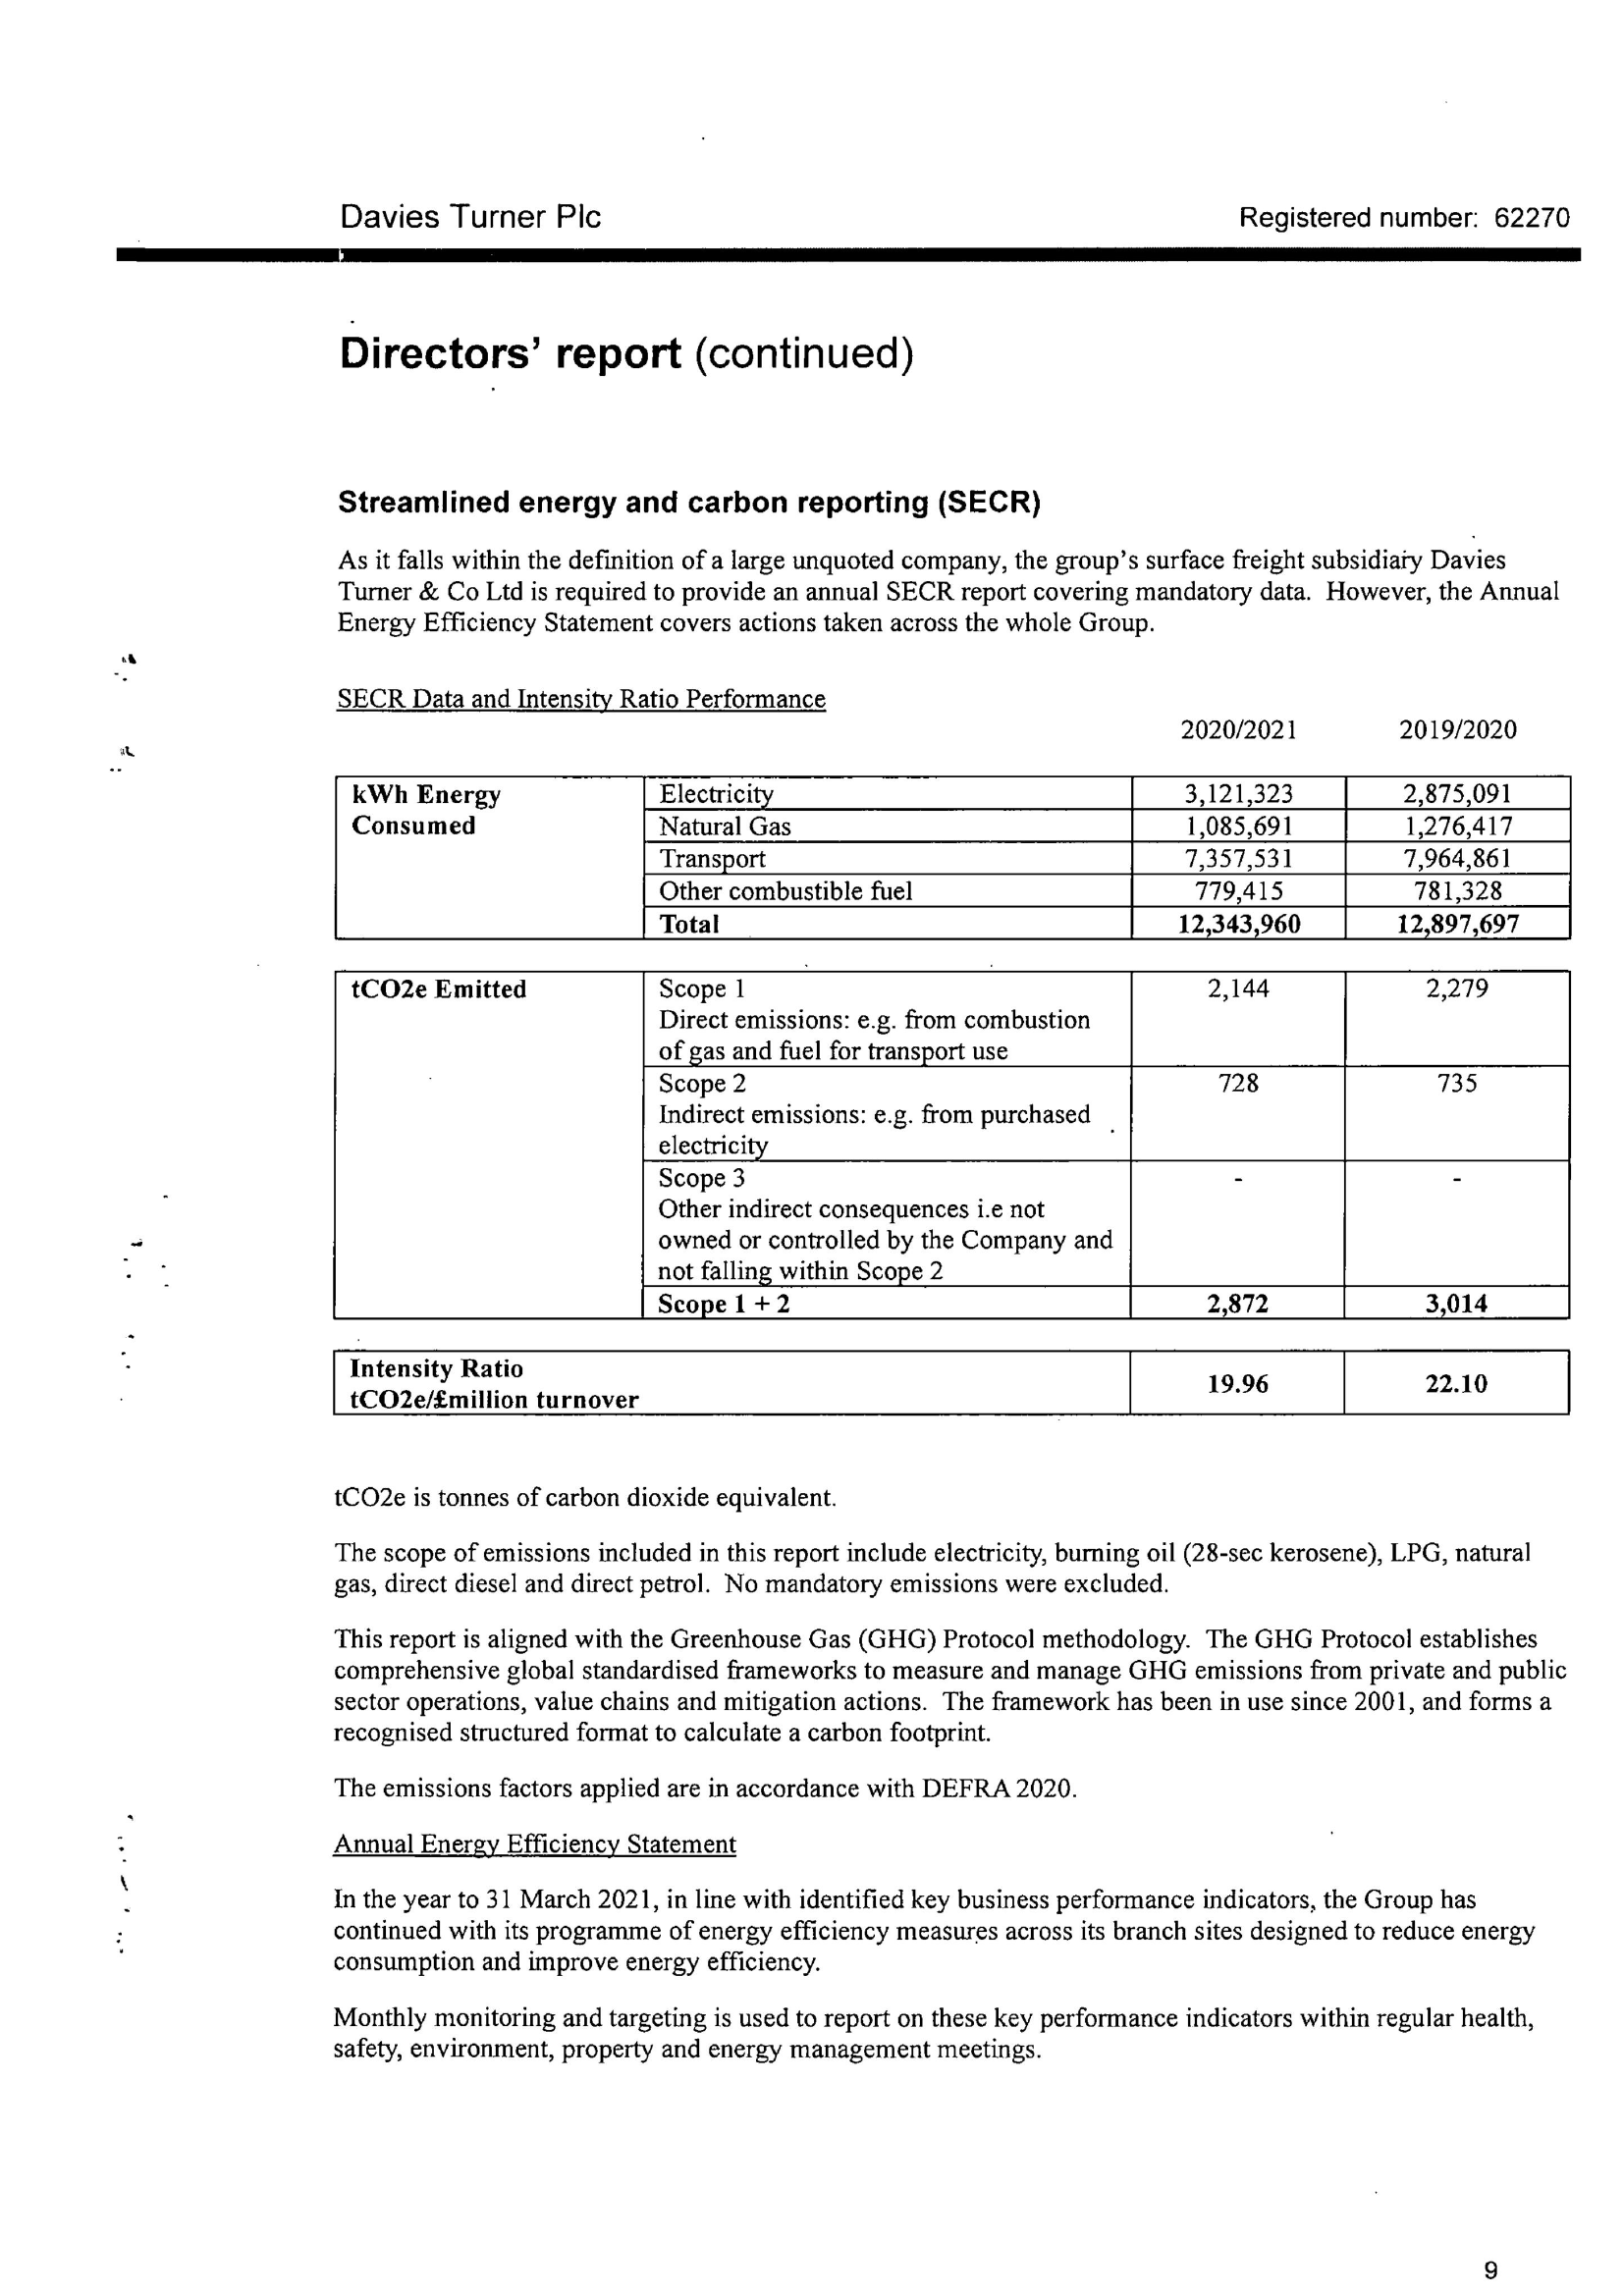 Davies Turner Plc
Registered number: 62270
Directors' report (continued)
Streamlined energy and carbon reporting (SECR)
As it falls within the definition of a large unquoted company, the group's surface freight subsidiary Davies
Turner & Co Ltd is required to provide an annual SECR report covering mandatory data. However, the Annual
Energy Efficiency Statement covers actions taken across the whole Group.
SECR Data and Intensity Ratio Performance
2020/2021 2019/2020
kWh Energy Electricity 3,121,323 2,875,091
Consumed Natural Gas 1,085,691 1,276,417
Transport 7,357,531 7,964,861
Other combustible fuel 779,415 781,328
Total 12,343,960 12,897,697
tCO2e Emitted Scope 1 2,144 2,279
Direct emissions: e.g. from combustion
of gas and fuel for transport use
Scope 2 728 735
Indirect emissions: e.g. from purchased
electricity
Scope 3 - -
Other indirect consequences i.e not
owned or controlled by the Company and
not falling within Scope 2
Scope 1 + 2 2,872 3,014
Intensity Ratio
tCO2e/£million turnover 19.96 22.10
tCO2e is tonnes of carbon dioxide equivalent.
The scope of emissions included in this report include electricity, burning oil (28-sec kerosene), LPG, natural
gas, direct diesel and direct petrol. No mandatory emissions were excluded.
This report is aligned with the Greenhouse Gas (GHG) Protocol methodology. The GHG Protocol establishes
comprehensive global standardised frameworks to measure and manage GHG emissions from private and public
sector operations, value chains and mitigation actions. The framework has been in use since 2001, and forms a
recognised structured format to calculate a carbon footprint.
The emissions factors applied are in accordance with DEFRA 2020.
Annual Energy Efficiency Statement
In the year to 31 March 2021, in line with identified key business performance indicators, the Group has
continued with its programme of energy efficiency measures across its branch sites designed to reduce energy
consumption and improve energy efficiency.
Monthly monitoring and targeting is used to report on these key performance indicators within regular health,
safety, environment, property and energy management meetings.
9